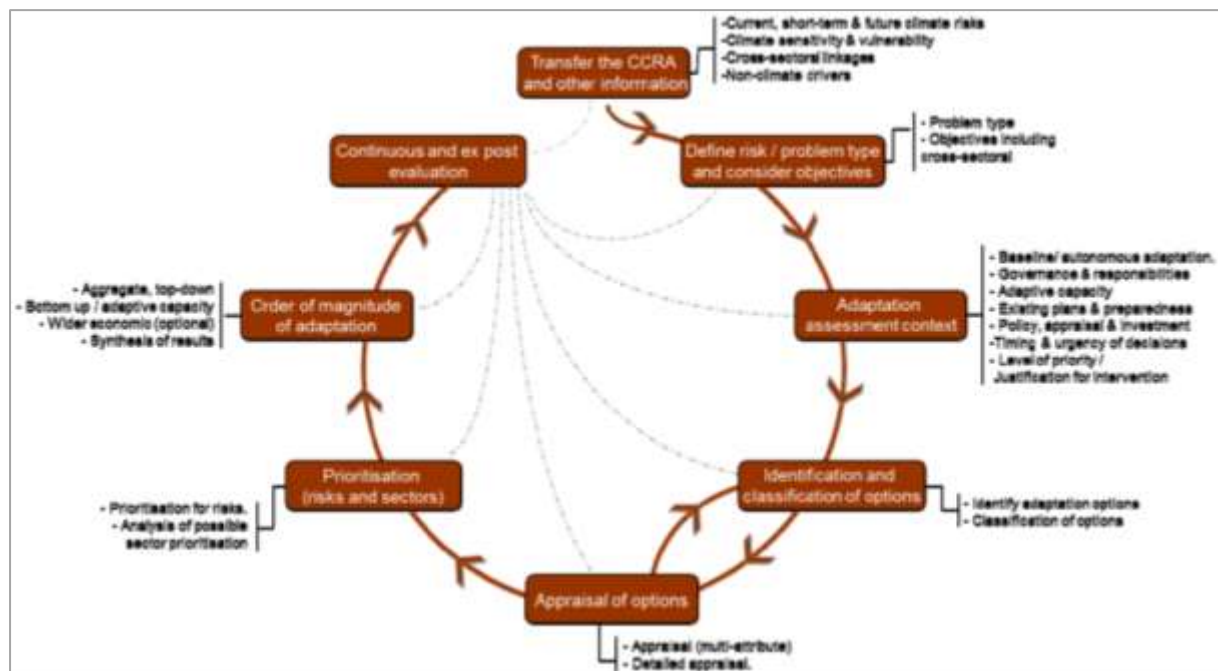 Transfer the CCRA
and other information
-Current, short-term & future climate risks
-Climate sensitivity & vulnerability
-Cross-sectoral linkages
-Non-climate drivers
Define risk / problem type
and consider objectives
- Problem type
- Objectives including
cross-sectoral
Adaptation
assessment context
- Baseline/ autonomous adaptation.
- Governance & responsibilities
- Adaptive capacity
- Existing plans & preparedness
- Policy, appraisal & investment
-Timing & urgency of decisions
- Level of priority /
Justification for intervention
Identification and
classification of options
- Identify adaptation options
- Classification of options
Appraisal of options
- Appraisal (multi-attribute)
- Detailed appraisal.
Prioritisation
(risks and sectors)
- Prioritisation for risks.
- Analysis of possible
sector prioritisation
Order of magnitude
of adaptation
- Aggregate, top-down
- Bottom up / adaptive capacity
- Wider economic (optional)
- Synthesis of results
Continuous and ex post
evaluation